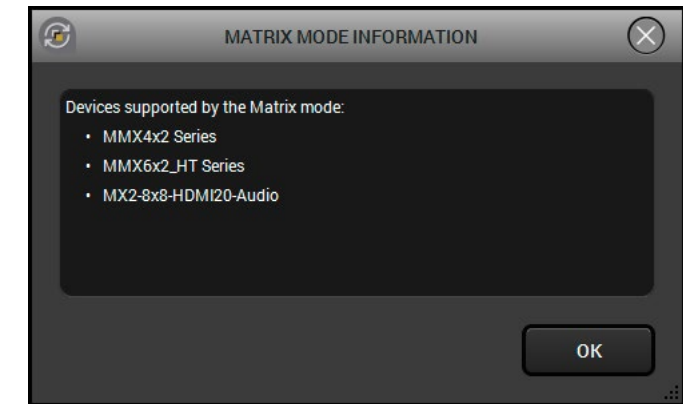 MATRIX MODE INFORMATION
Devices supported by the Matrix mode:
• MMX4x2 Series
• MMX6x2_HT Series
• MX2-8x8-HDMI20-Audio
OK